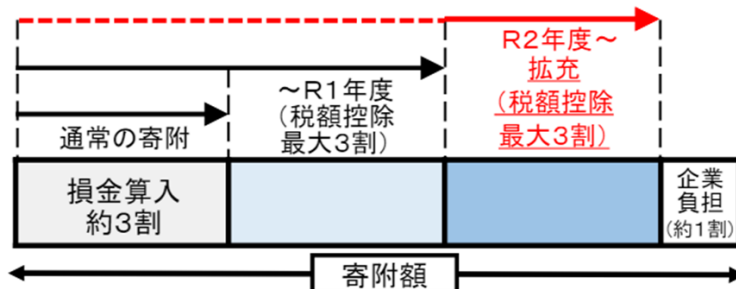 R2年度～
拡充
（税額控除
最大3割）
～R1年度
（税額控除
最大3割）
通常の寄附
損金算入
約3割
企業
負担
（約1割）
寄附額